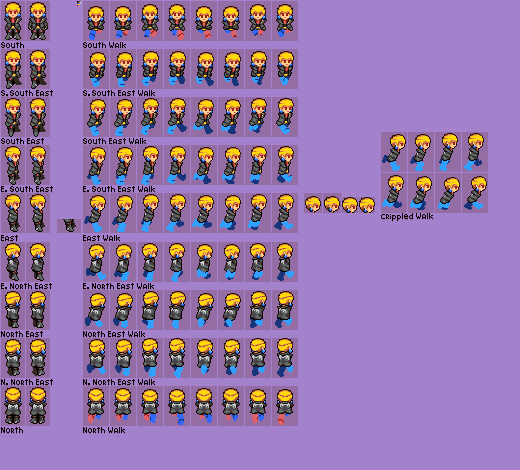 South
South Walk
S. South East
S. South East Walk
South East
South East Walk
E. South East
E. South East Walk
Crippled Walk
East
East Walk
E. North East
E. North East Walk
North East
North East Walk
N. North East
N. North East Walk
North
North Walk